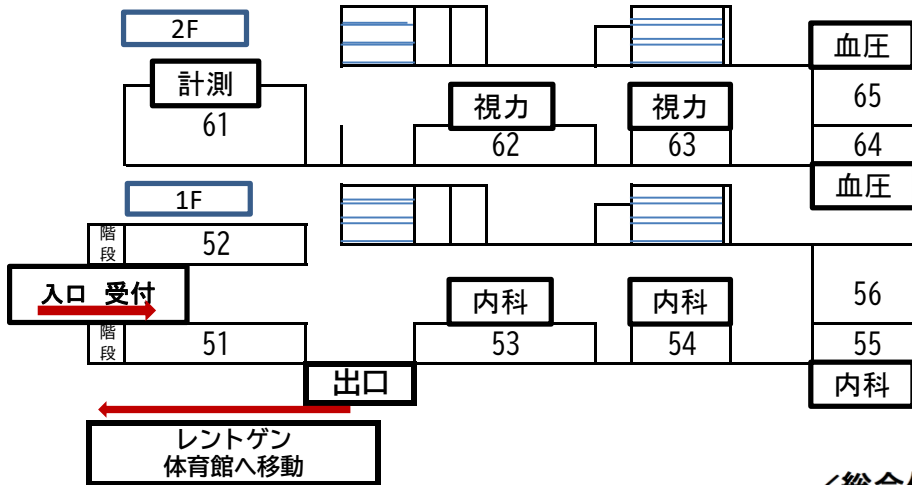 2F
血圧
計測
視力
視力
65
61
62
63
64
血圧
1F
階段
52
入口 受付
内科
内科
56
階段
51
53
54
55
出口
内科
レントゲン
体育館へ移動